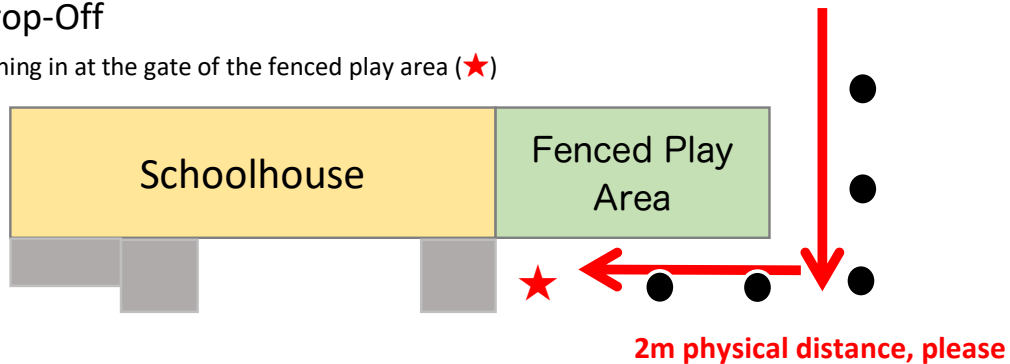 rop-Off
ning in at the gate of the fenced play area (★)
Schoolhouse
Fenced Play
Area
2m physical distance, please